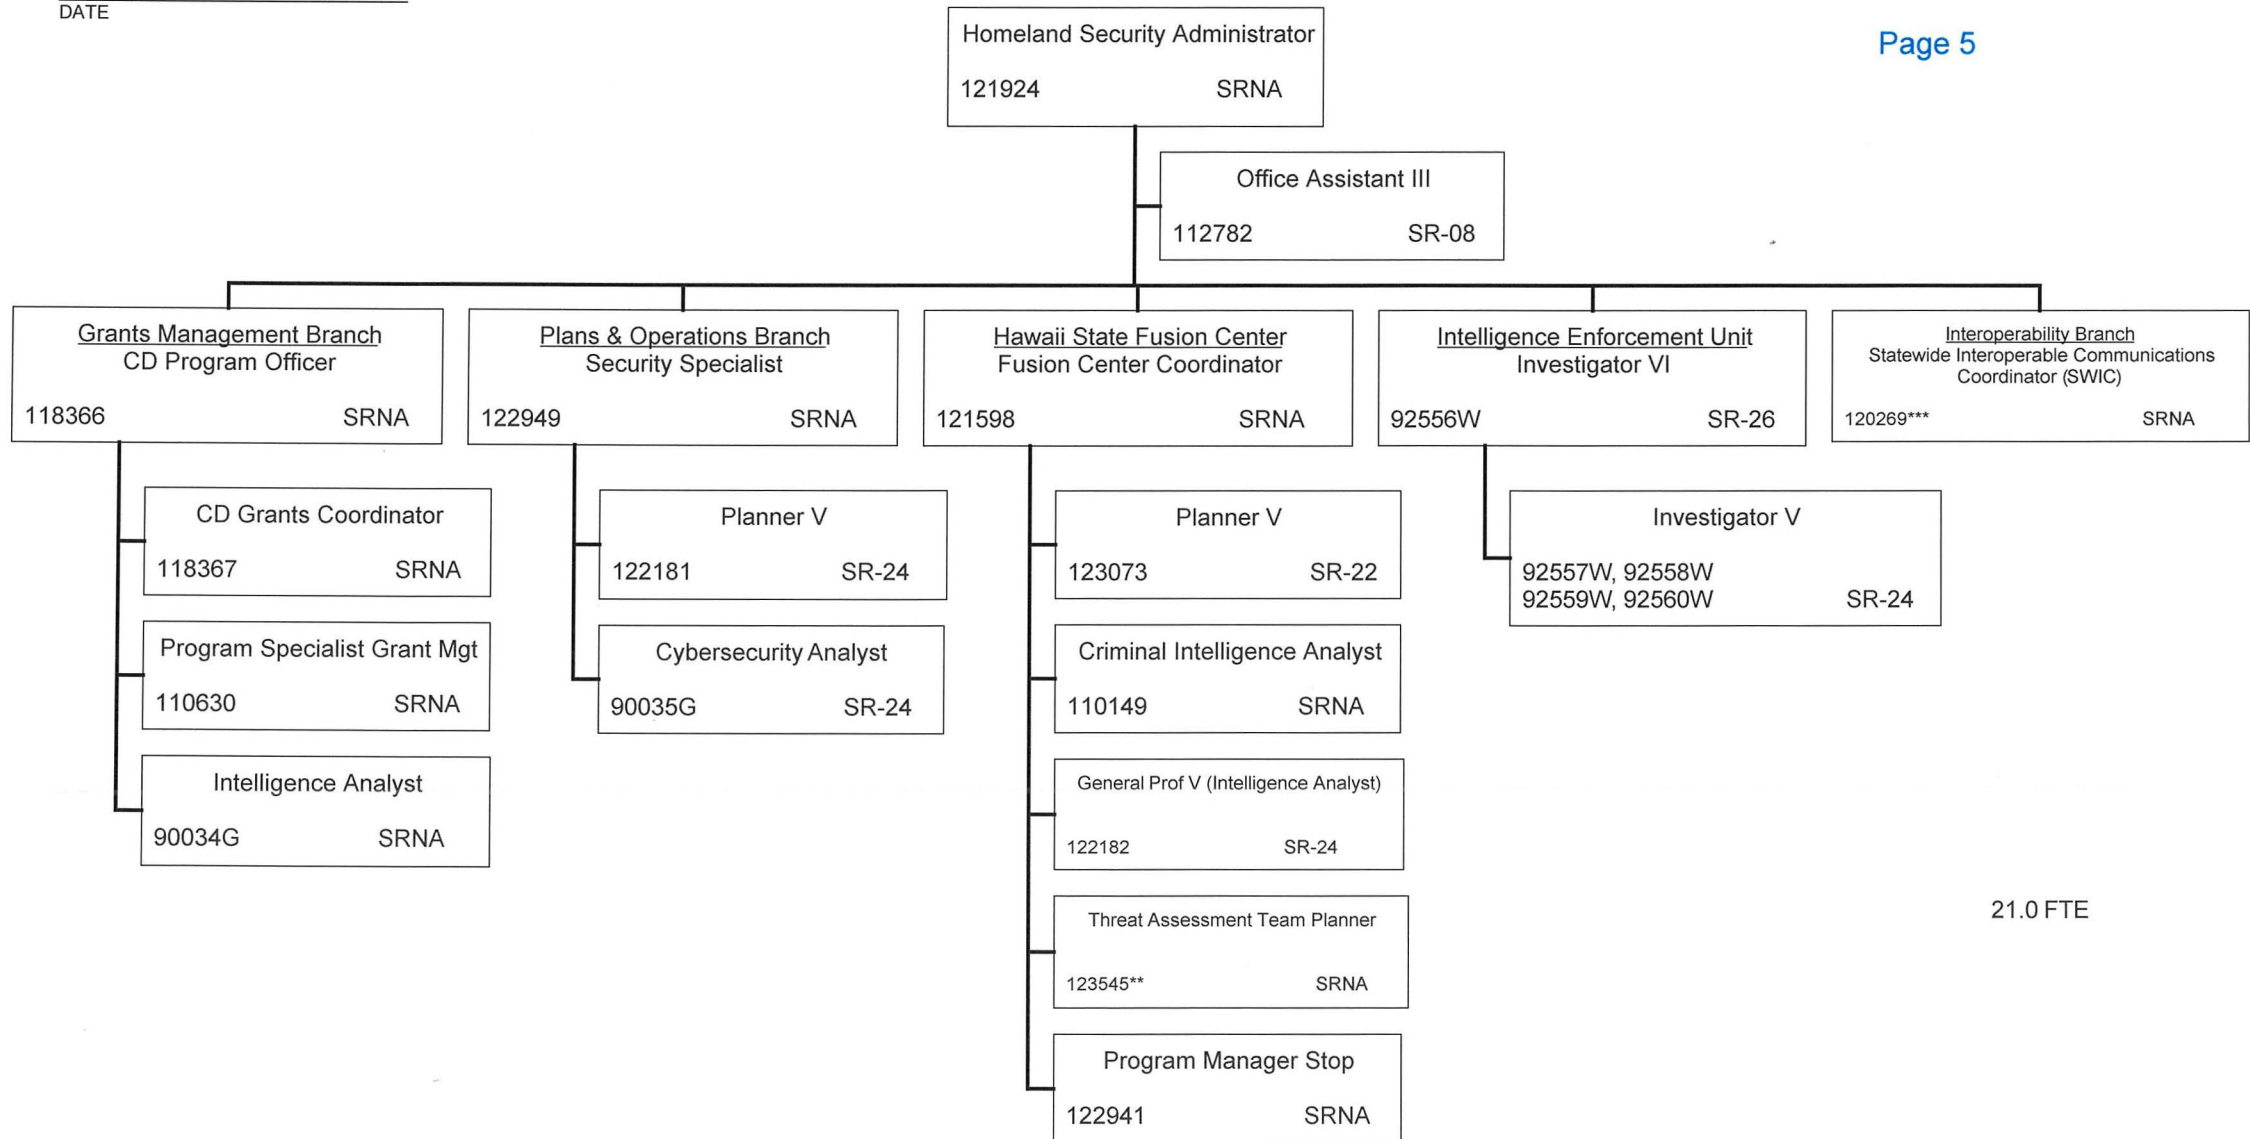 DATE
Page 5
Homeland Security Administrator
121924 SRNA
Office Assistant III
112782 SR-08
Grants Management Branch
CD Program Officer
118366 SRNA
CD Grants Coordinator
118367 SRNA
Program Specialist Grant Mgt
110630 SRNA
Intelligence Analyst
90034G SRNA
Plans & Operations Branch
Security Specialist
122949 SRNA
Planner V
122181 SR-24
Cybersecurity Analyst
90035G SR-24
Hawaii State Fusion Center
Fusion Center Coordinator
121598 SRNA
Planner V
123073 SR-22
Criminal Intelligence Analyst
110149 SRNA
General Prof V (Intelligence Analyst)
122182 SR-24
Threat Assessment Team Planner
123545** SRNA
Program Manager Stop
122941 SRNA
Intelligence Enforcement Unit
Investigator VI
92556W SR-26
Investigator V
92557W, 92558W
92559W, 92560W SR-24
Interoperability Branch
Statewide Interoperable Communications
Coordinator (SWIC)
120269*** SRNA
21.0 FTE